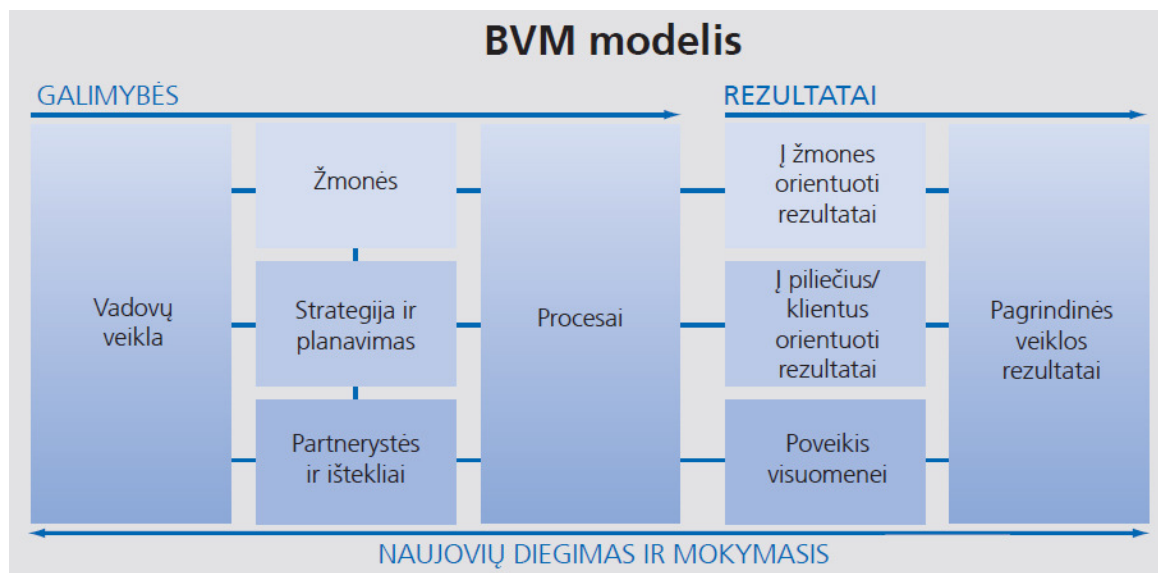 BVM modelis
GALIMYBĖS
REZULTATAI
Vadovų
veikla
Žmonės
Strategija ir
planavimas
Partnerystės
ir ištekliai
Procesai
Į žmones
orientuoti
rezultatai
Į piliečius/
klientus
orientuoti
rezultatai
Poveikis
visuomenei
Pagrindinės
veiklos
rezultatai
NAUJOVIŲ DIEGIMAS IR MOKYMASIS